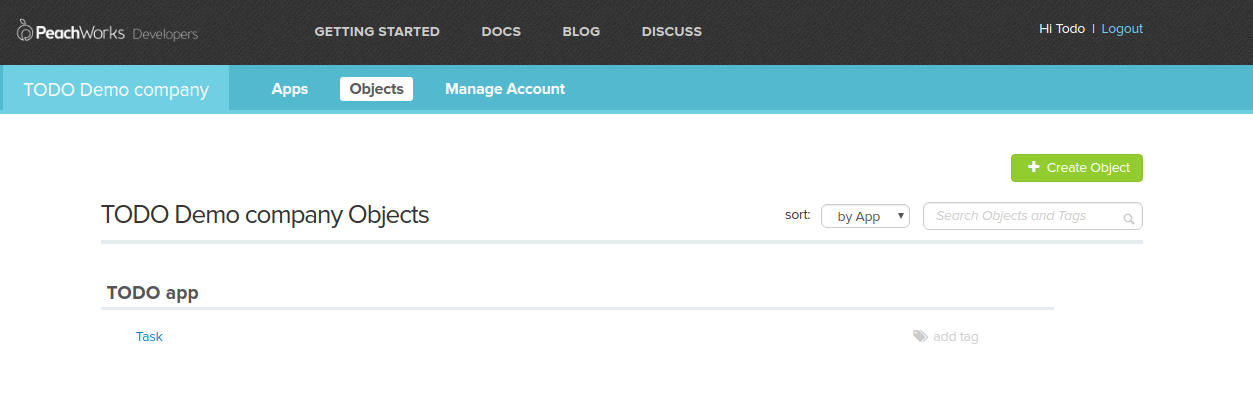 PeachWorks Developers GETTING STARTED DOCS BLOG DISCUSS Hi Todo | Logout
TODO Demo company Apps Objects Manage Account
+ Create Object
TODO Demo company Objects sort: by App ▼ Search Objects and Tags
TODO app
Task add tag